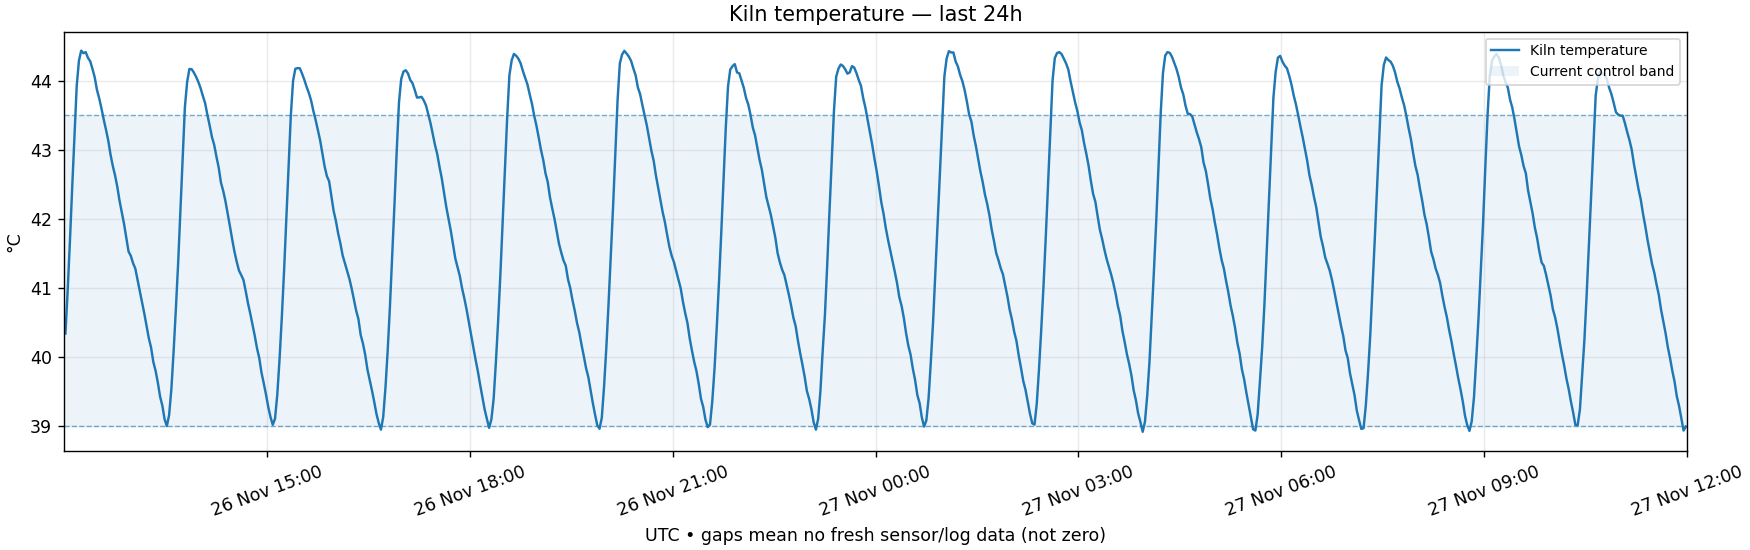 Kiln temperature — last 24h
Kiln temperature
Current control band
°C
44
43
42
41
40
39
26 Nov 15:00
26 Nov 18:00
26 Nov 21:00
27 Nov 00:00
27 Nov 03:00
27 Nov 06:00
27 Nov 09:00
27 Nov 12:00
UTC • gaps mean no fresh sensor/log data (not zero)